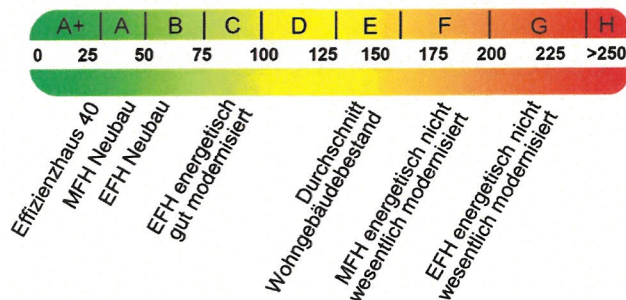 A+ A B C D E F G H
0 25 50 75 100 125 150 175 200 225 >250
Effizienzhaus 40
MFH Neubau
EFH Neubau
EFH energetisch
gut modernisiert
Durchschnitt
Wohngebäudebestand
MFH energetisch nicht
wesentlich modernisiert
EFH energetisch nicht
wesentlich modernisiert